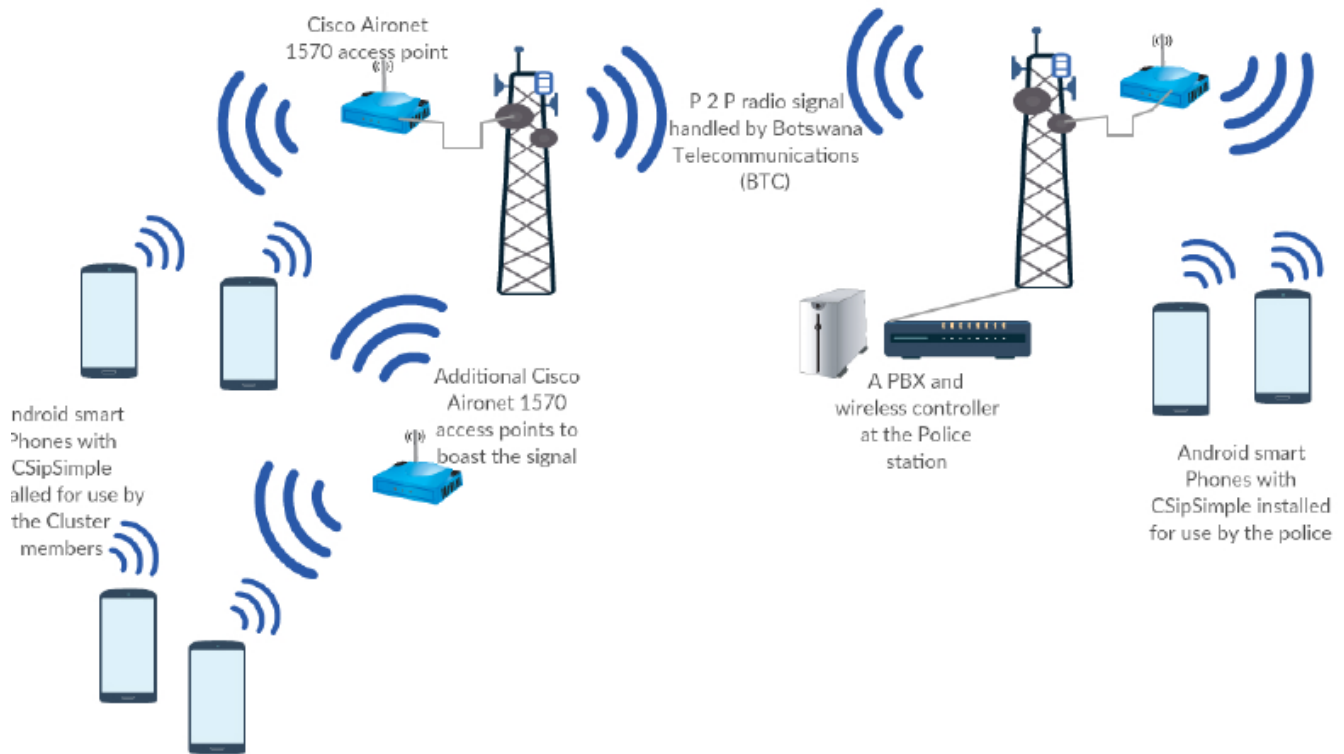 Cisco Aironet
1570 access point
P 2 P radio signal
handled by Botswana
Telecommunications
(BTC)
Additional Cisco
Aironet 1570
access points to
boast the signal
A PBX and
wireless controller
at the Police
station
ndroid smart
Phones with
CSipSimple
alled for use by
the Cluster
members
Android smart
Phones with
CSipSimple installed
for use by the police